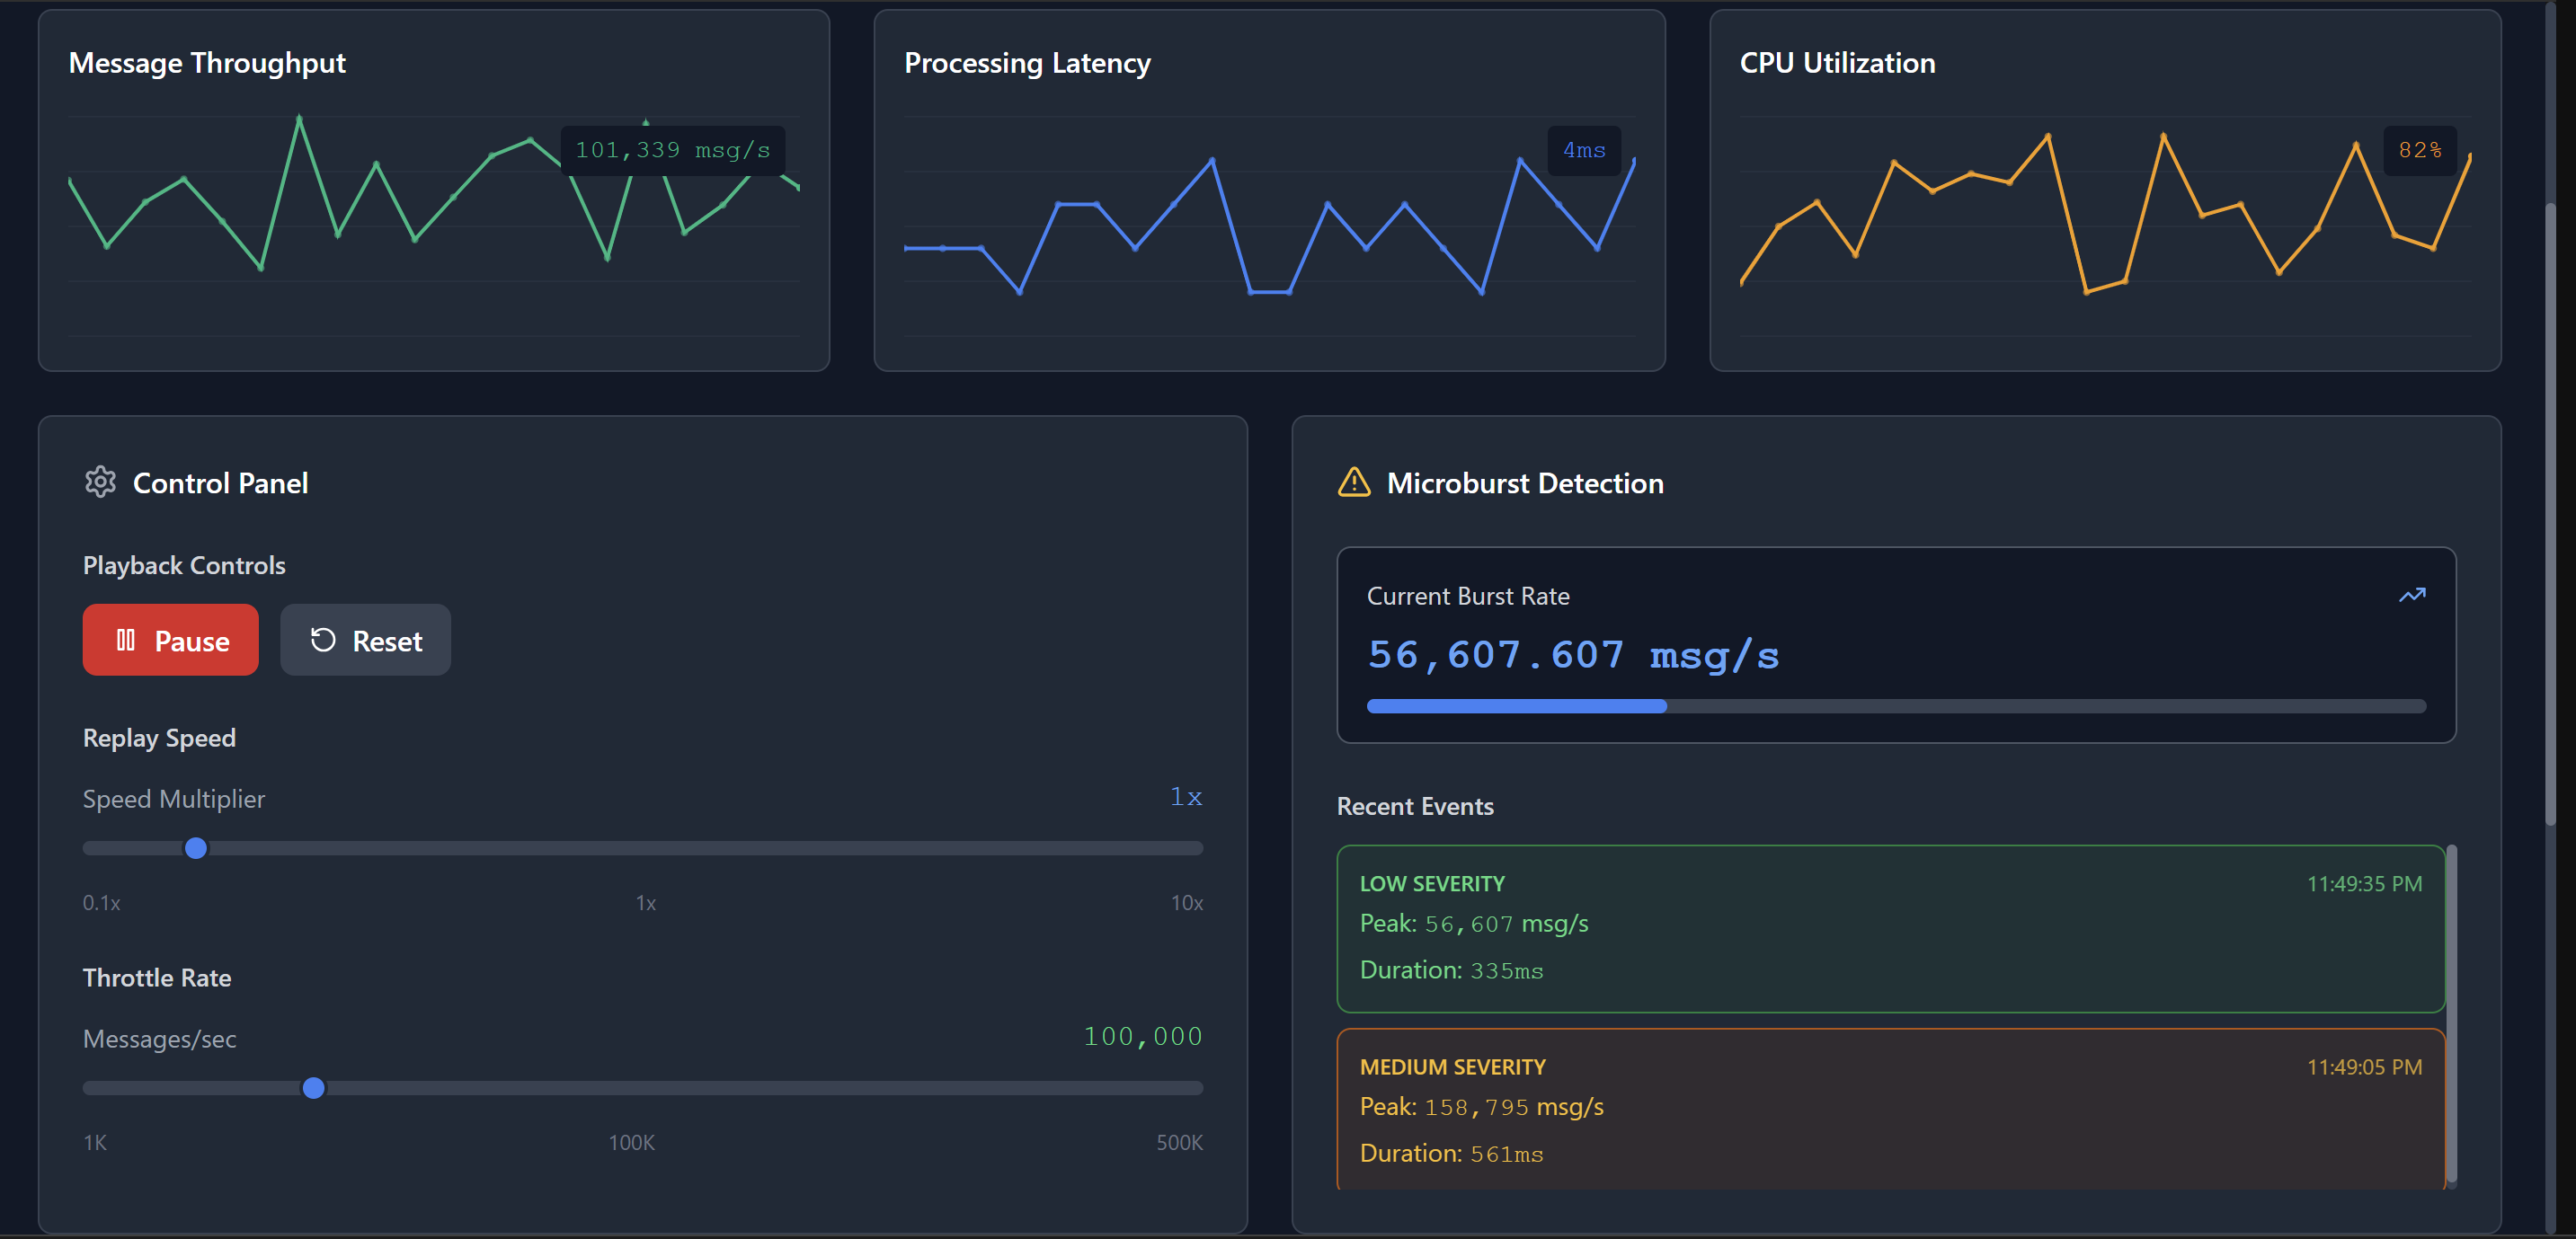 Message Throughput
101,339 msg/s
Processing Latency
4ms
CPU Utilization
82%
Control Panel
Playback Controls
Pause
Reset
Replay Speed
Speed Multiplier
1x
0.1x
1x
10x
Throttle Rate
Messages/sec
100,000
1K
100K
500K
Microburst Detection
Current Burst Rate
56,607.607 msg/s
Recent Events
LOW SEVERITY
11:49:35 PM
Peak: 56,607 msg/s
Duration: 335ms
MEDIUM SEVERITY
11:49:05 PM
Peak: 158,795 msg/s
Duration: 561ms